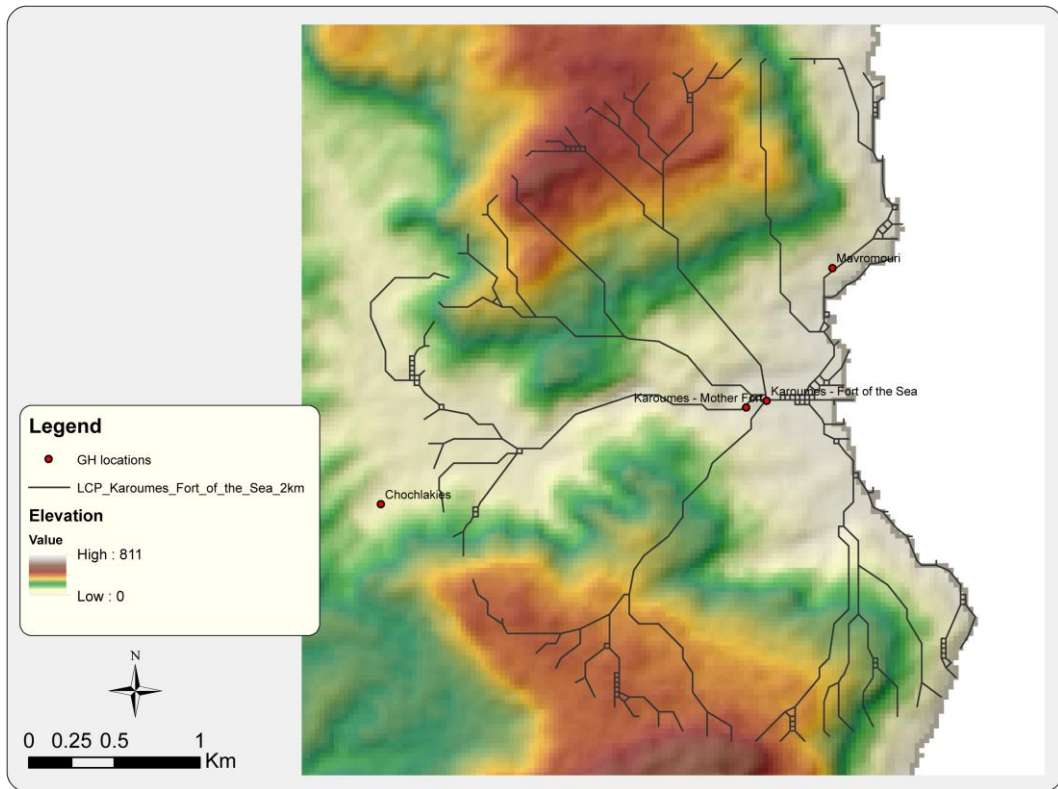 Mavromouri
Karoumes - Fort of the Sea
Karoumes - Mother Fort
Chochlakies
Legend
GH locations
LCP_Karoumes_Fort_of_the_Sea_2km
Elevation
Value
High : 811
Low : 0
N
0 0.25 0.5 1
Km